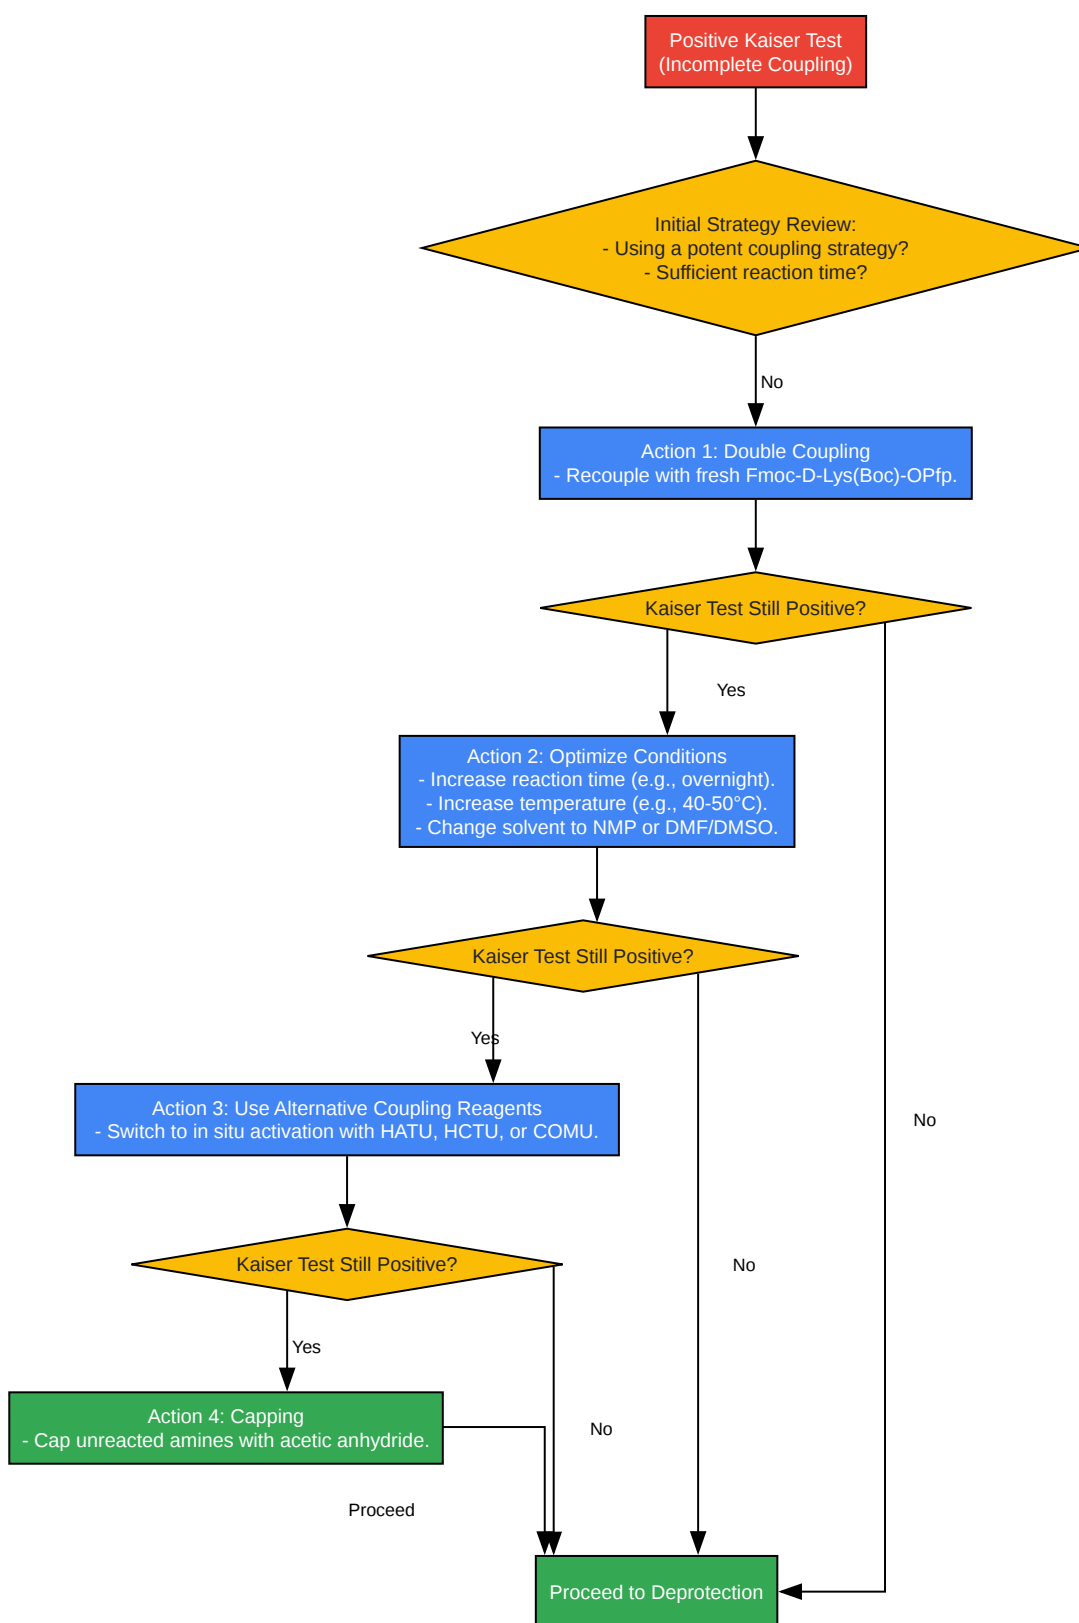 Positive Kaiser Test
(Incomplete Coupling)
Initial Strategy Review:
- Using a potent coupling strategy?
- Sufficient reaction time?
No
Action 1: Double Coupling
- Recouple with fresh Fmoc-D-Lys(Boc)-OPfp.
Kaiser Test Still Positive?
Yes
Action 2: Optimize Conditions
- Increase reaction time (e.g., overnight).
- Increase temperature (e.g., 40-50°C).
- Change solvent to NMP or DMF/DMSO.
Kaiser Test Still Positive?
Yes
Action 3: Use Alternative Coupling Reagents
- Switch to in situ activation with HATU, HCTU, or COMU.
No
Kaiser Test Still Positive?
No
Yes
Action 4: Capping
- Cap unreacted amines with acetic anhydride.
No
Proceed
Proceed to Deprotection